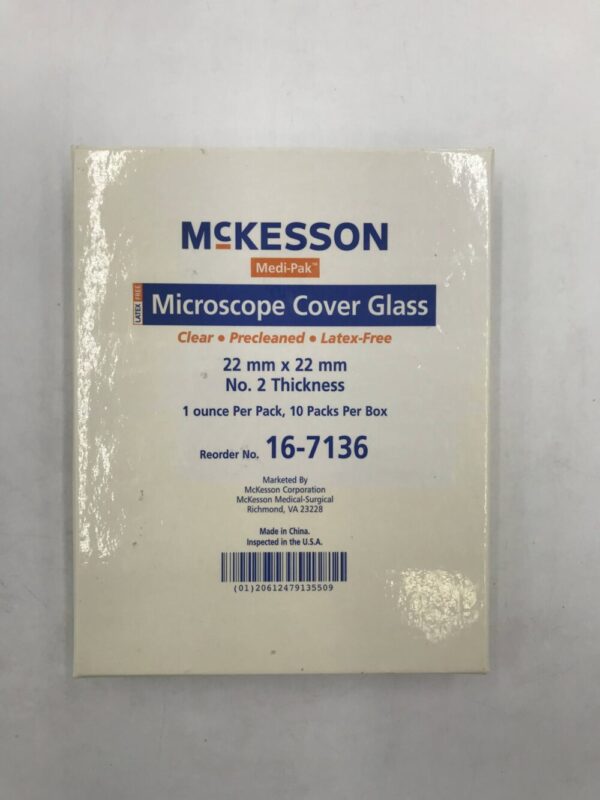 McKESSON
Medi-Pak™
LATEX FREE
Microscope Cover Glass
Clear • Precleaned • Latex-Free
22 mm x 22 mm
No. 2 Thickness
1 ounce Per Pack, 10 Packs Per Box
Reorder No. 16-7136
Marketed By
McKesson Corporation
McKesson Medical-Surgical
Richmond, VA 23228
Made in China.
Inspected in the U.S.A.
(01)20612479135509